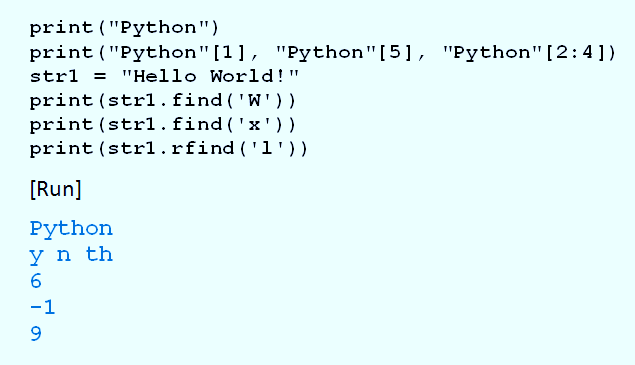 print("Python")
print("Python"[1], "Python"[5], "Python"[2:4])
str1 = "Hello World!"
print(str1.find('W'))
print(str1.find('x'))
print(str1.rfind('l'))
[Run]
Python
y n th
6
-1
9